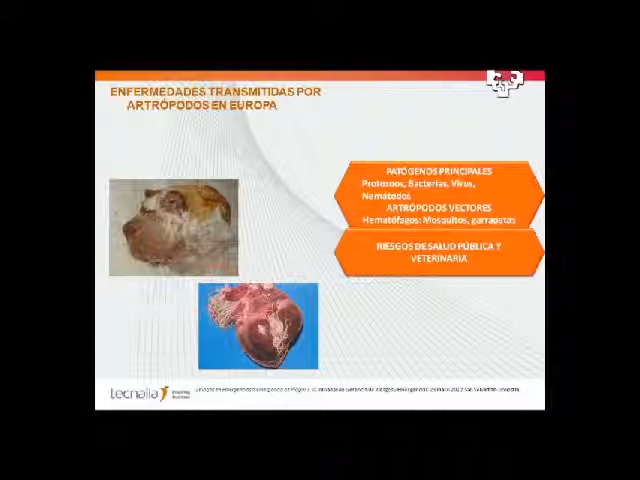 ENFERMEDADES TRANSMITIDAS POR
ARTRÓPODOS EN EUROPA
PATÓGENOS PRINCIPALES
Protozoos, Bacterias, Virus,
Nemátodos
ARTRÓPODOS VECTORES
Hematófagos: Mosquitos, garrapatas
RIESGOS DE SALUD PÚBLICA Y
VETERINARIA
tecnalia